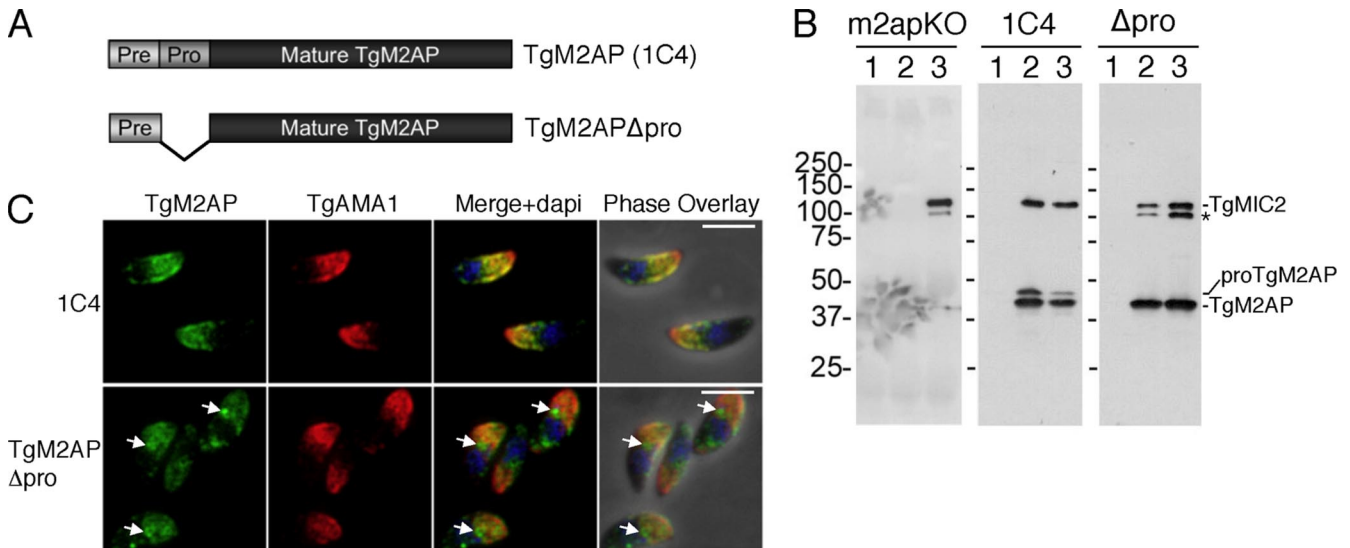 A
Pre Pro Mature TgM2AP TgM2AP (1C4)
Pre Mature TgM2AP TgM2APΔpro
B
m2apKO 1C4 Δpro
1 2 3 1 2 3 1 2 3
250-
150-
100-
75-
50-
37-
25-
-TgMIC2
*
proTgM2AP
-TgM2AP
C
TgM2AP TgAMA1 Merge+dapi Phase Overlay
1C4
TgM2AP
Δpro